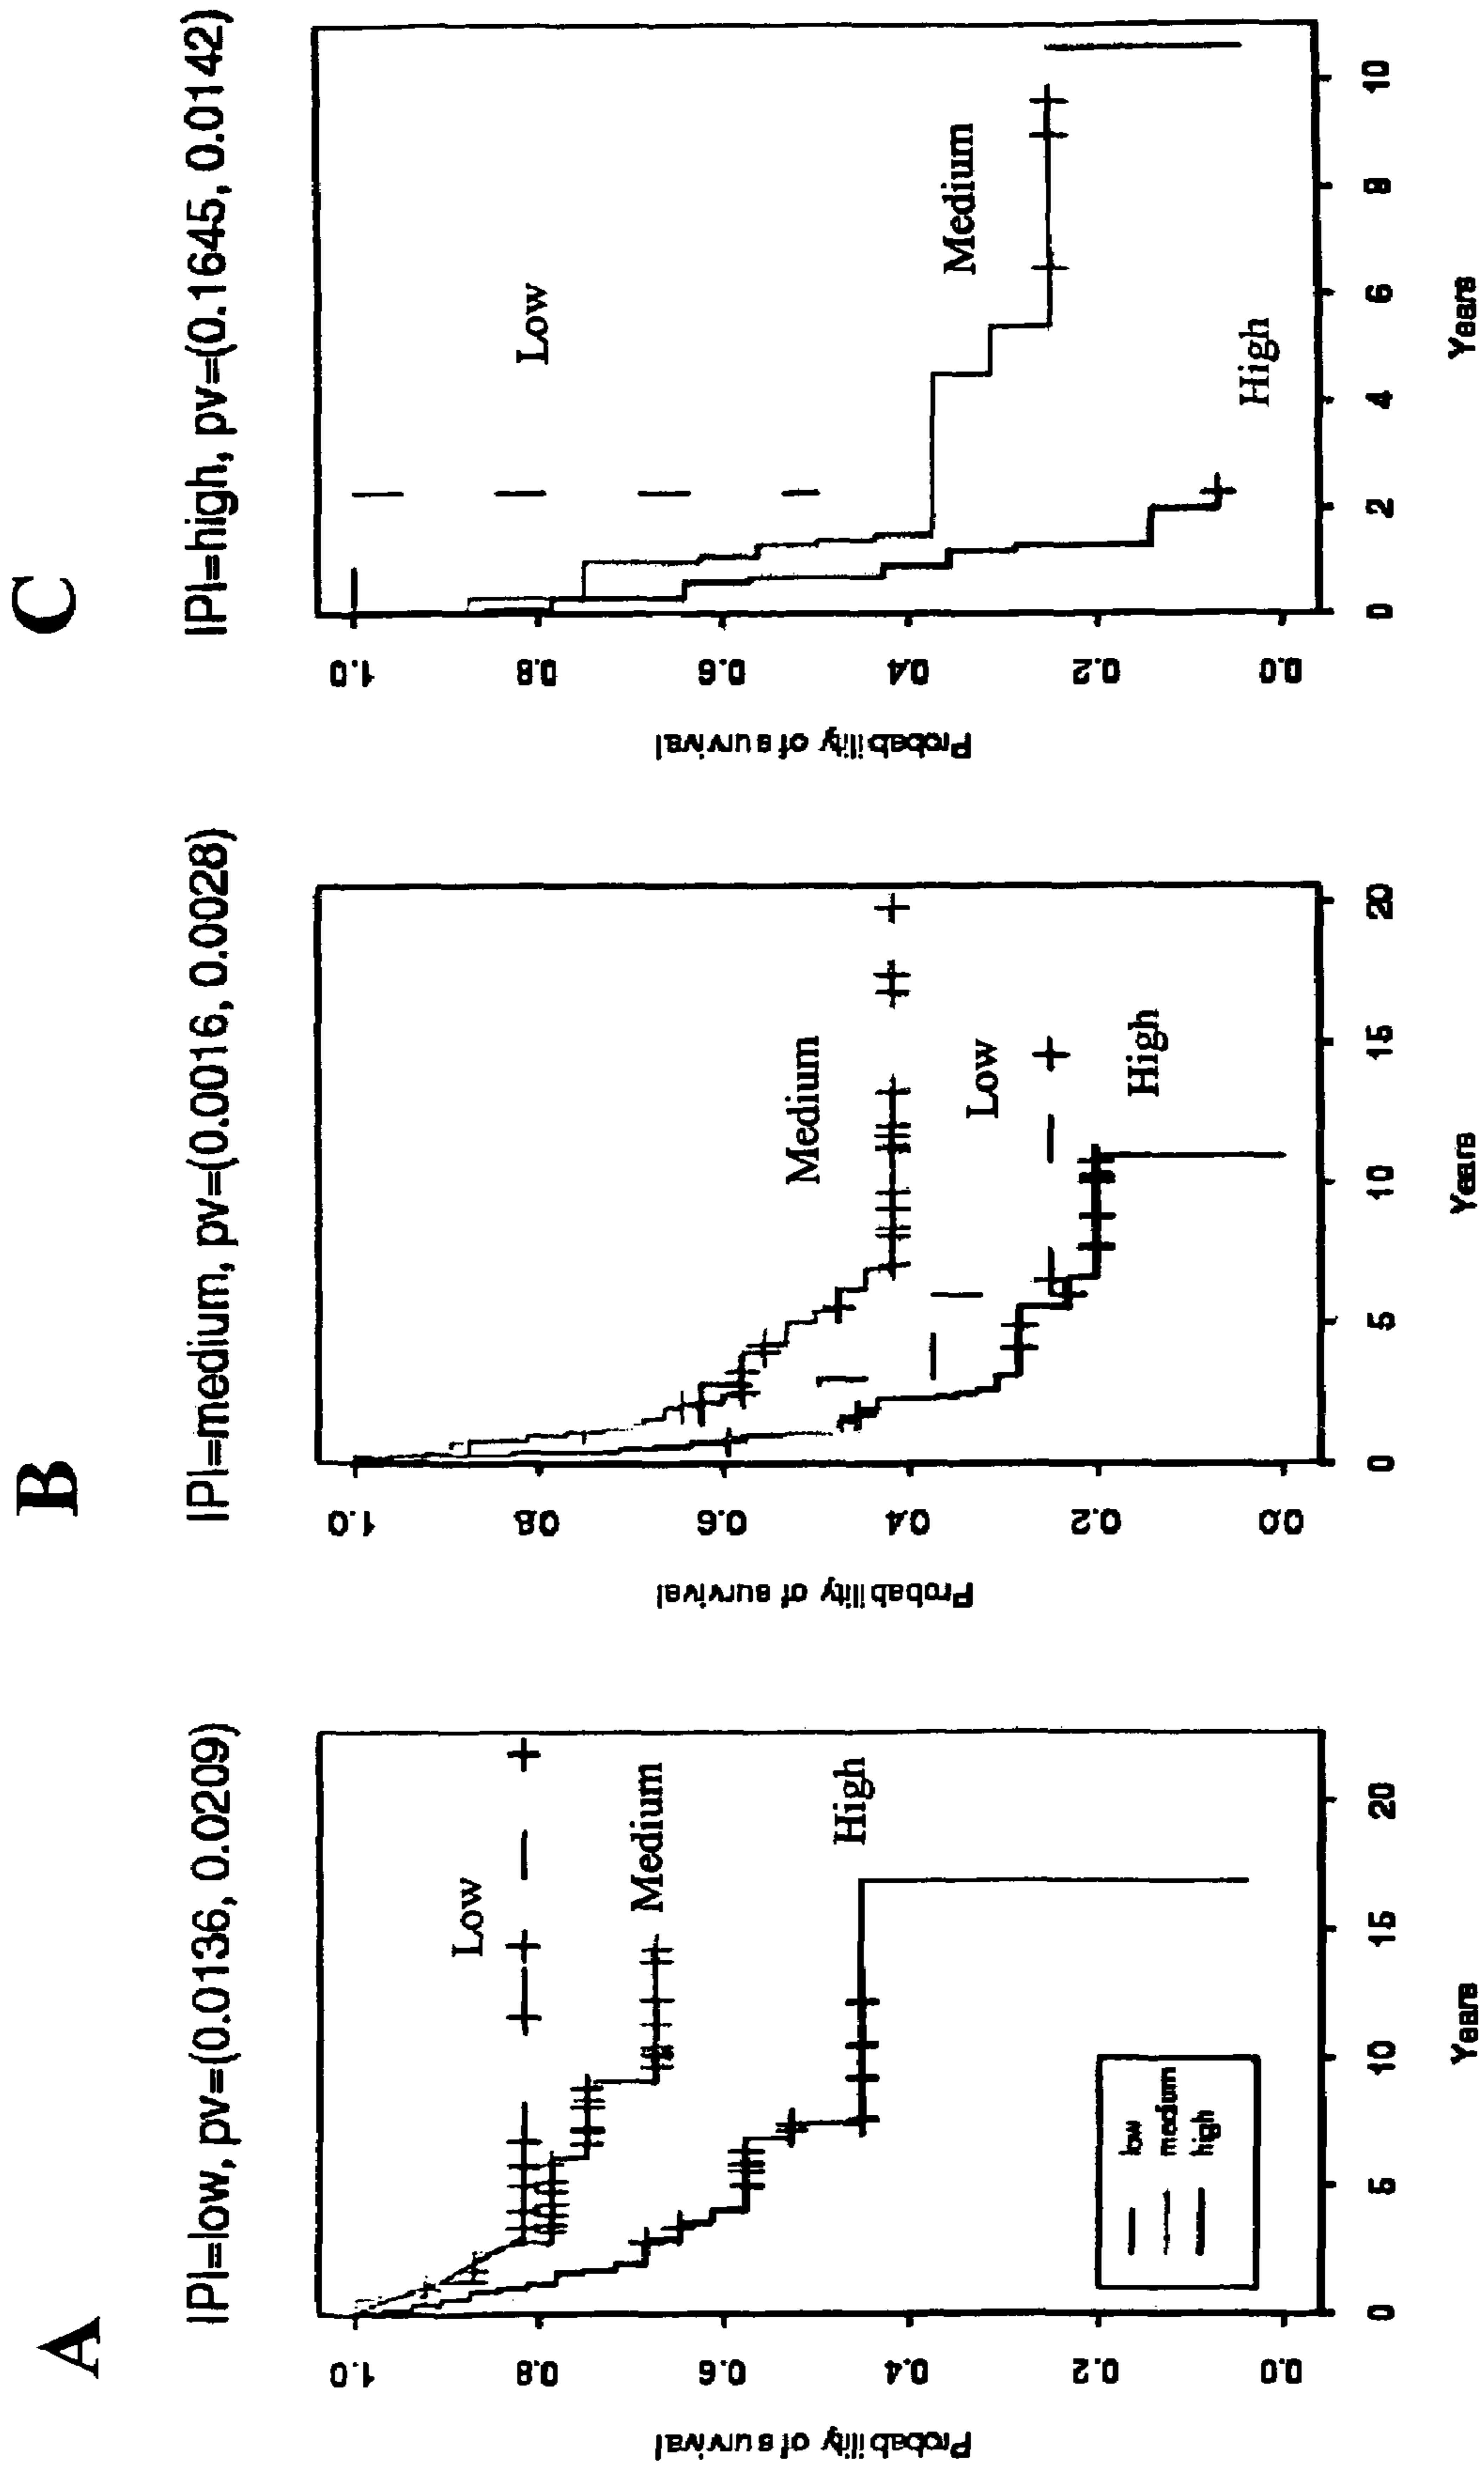 A
IPI=low, pv=(0.0136, 0.0209)
Probability of survival
1.0
0.8
0.6
0.4
0.2
0.0
Low
Medium
High
low
medium
high
0
5
10
15
20
Years
B
IPI=medium, pv=(0.0016, 0.0028)
Probability of survival
1.0
0.8
0.6
0.4
0.2
0.0
Medium
Low
High
0
5
10
15
20
Years
C
IPI=high, pv=(0.1645, 0.0142)
Probability of survival
1.0
0.8
0.6
0.4
0.2
0.0
Low
Medium
High
0
2
4
6
8
10
Years